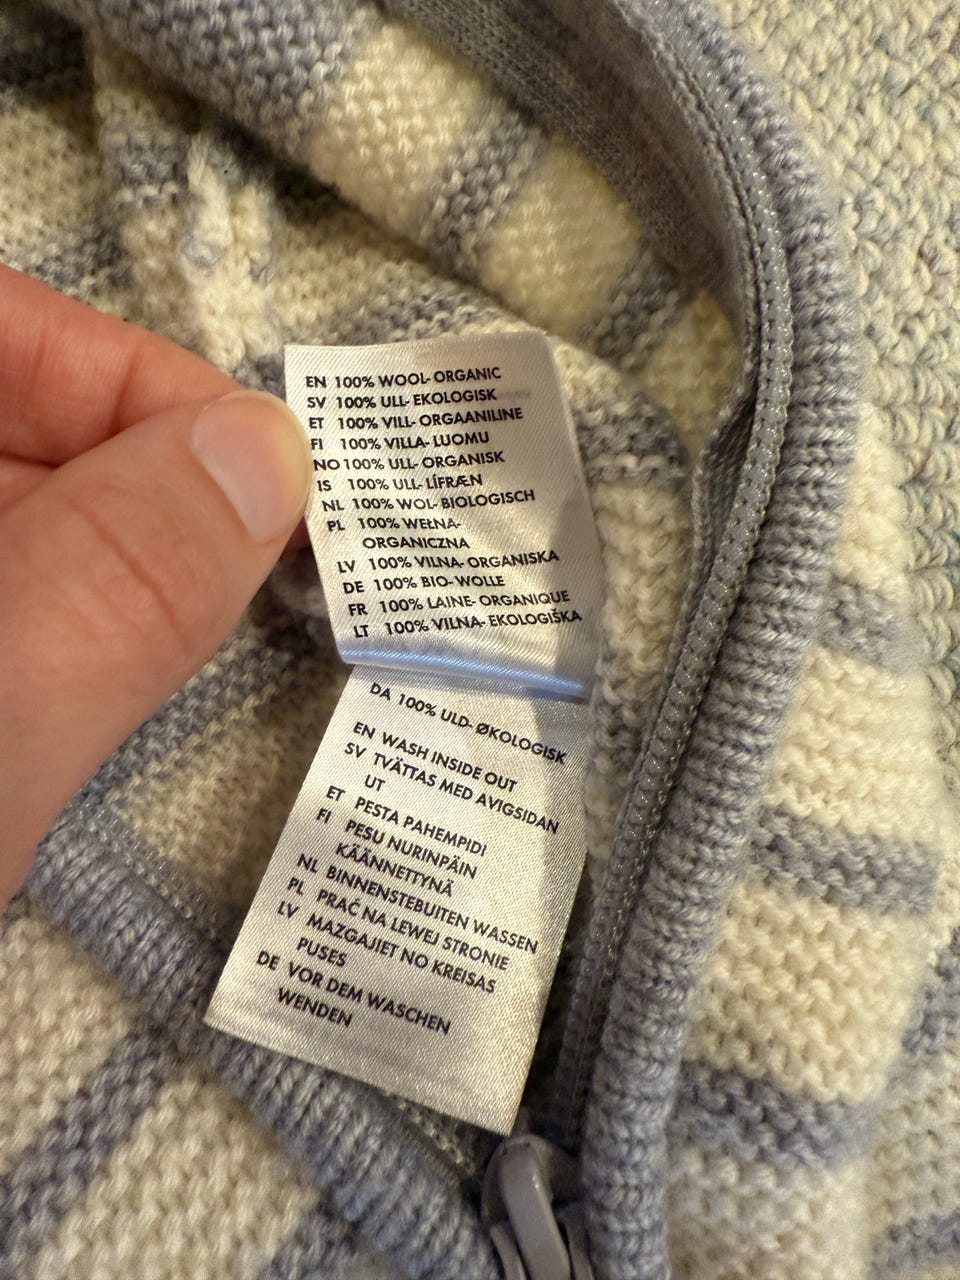 EN 100% WOOL- ORGANIC
SV 100% ULL- EKOLOGISK
ET 100% VILL- ORGAANILINE
FI 100% VILLA- LUOMU
NO 100% ULL- ORGANISK
IS 100% ULL- LÍFRÆN
NL 100% WOL- BIOLOGISCH
PL 100% WEŁNA-
ORGANICZNA
LV 100% VILNA- ORGANISKA
DE 100% BIO- WOLLE
FR 100% LAINE- ORGANIQUE
LT 100% VILNA- EKOLOGIŠKA
DA 100% ULD- ØKOLOGISK
EN WASH INSIDE OUT
SV TVÄTTAS MED AVIGSIDAN
UT
ET PESTA PAHEMPIDI
FI PESU NURINPÄIN
KÄÄNNETTYNÄ
NL BINNENSTEBUITEN WASSEN
PL PRAĆ NA LEWEJ STRONIE
LV MAZGAJIET NO KREISAS
PUSES
DE VOR DEM WASCHEN
WENDEN